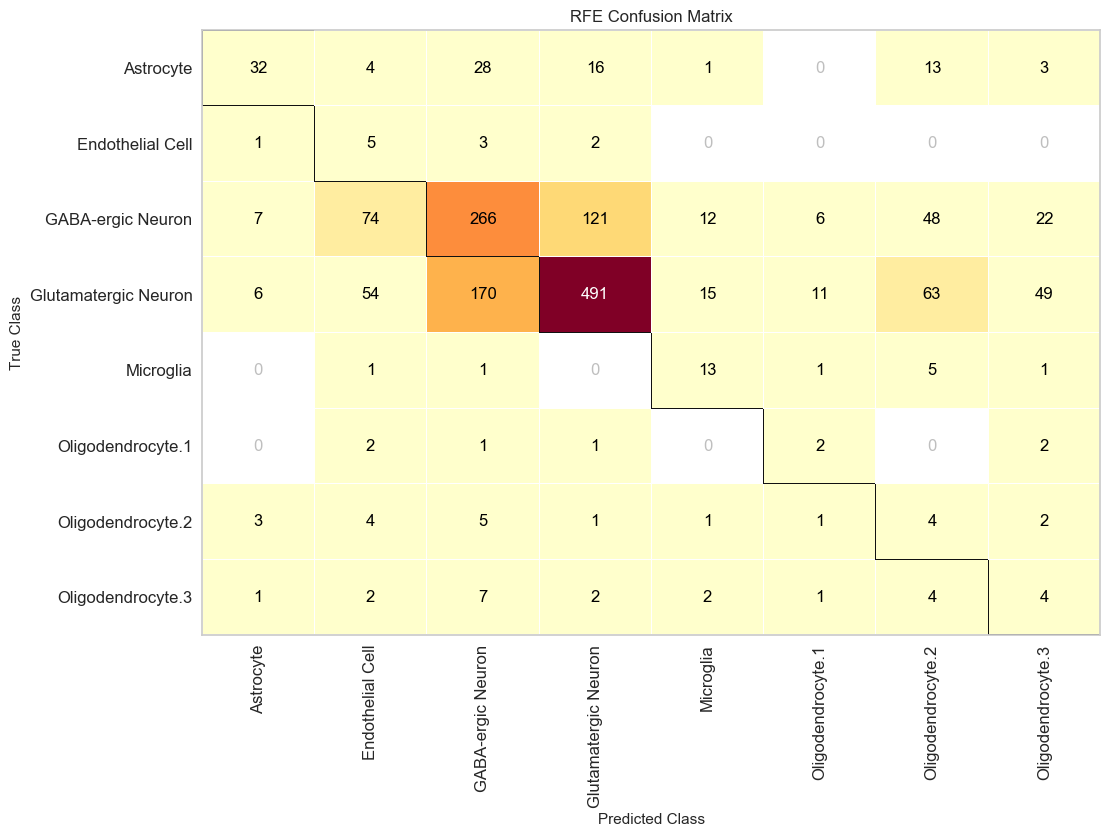 RFE Confusion Matrix
True Class
Astrocyte 32 4 28 16 1 0 13 3
Endothelial Cell 1 5 3 2 0 0 0 0
GABA-ergic Neuron 7 74 266 121 12 6 48 22
Glutamatergic Neuron 6 54 170 491 15 11 63 49
Microglia 0 1 1 0 13 1 5 1
Oligodendrocyte.1 0 2 1 1 0 2 0 2
Oligodendrocyte.2 3 4 5 1 1 1 4 2
Oligodendrocyte.3 1 2 7 2 2 1 4 4
Astrocyte
Endothelial Cell
GABA-ergic Neuron
Glutamatergic Neuron
Microglia
Oligodendrocyte.1
Oligodendrocyte.2
Oligodendrocyte.3
Predicted Class